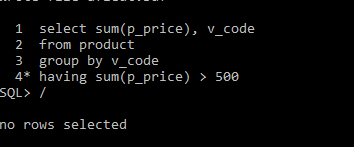 1 select sum(p_price), v_code
2 from product
3 group by v_code
4* having sum(p_price) > 500
SQL> /
no rows selected